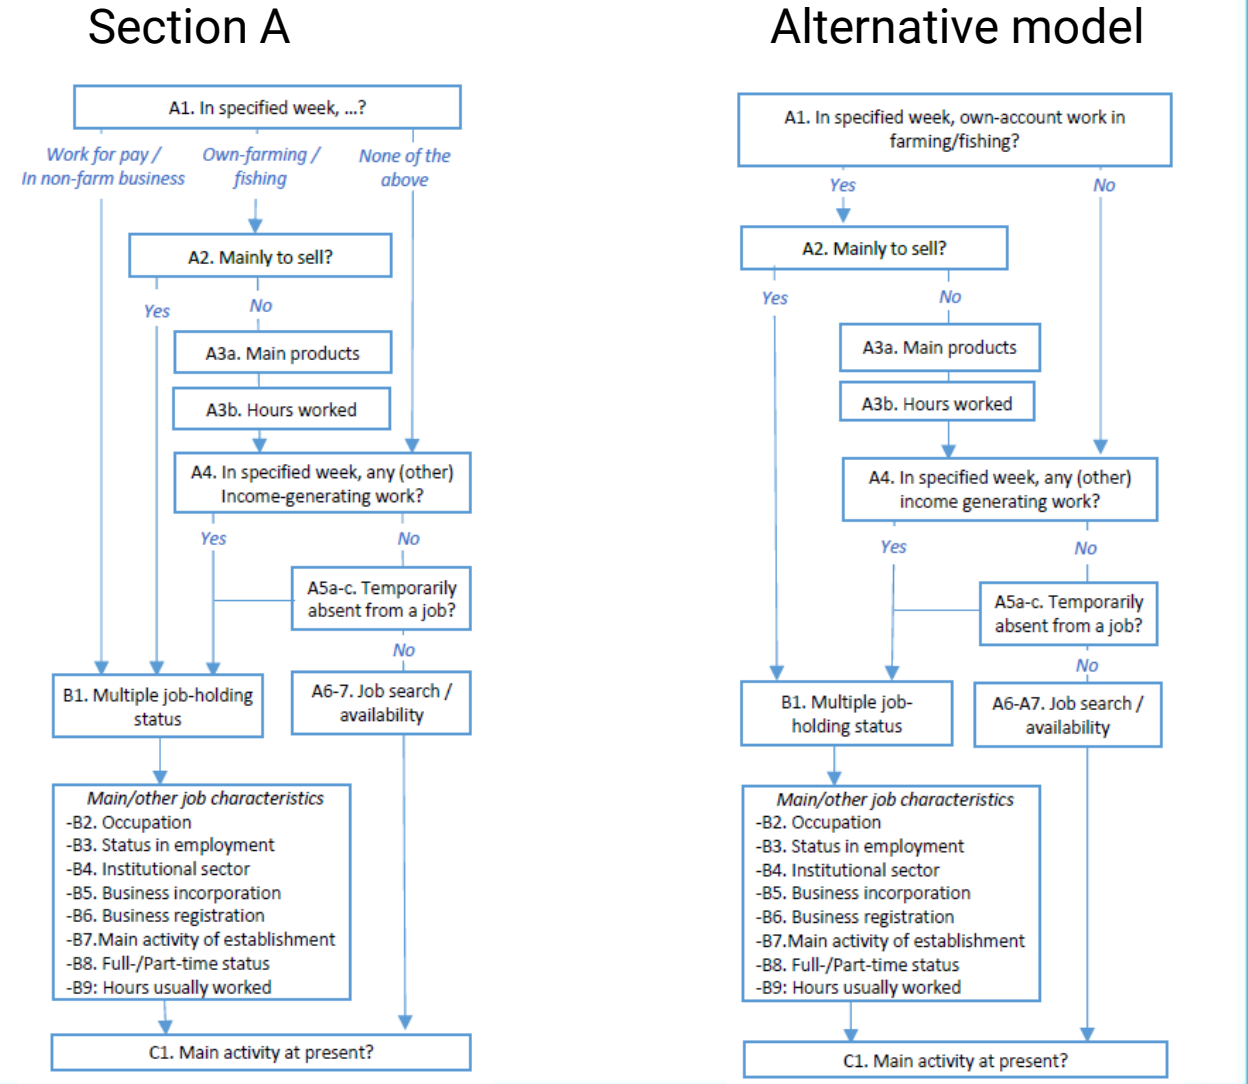 Section A
A1. In specified week, ...?
Work for pay /
In non-farm business
Own-farming /
fishing
None of the
above
A2. Mainly to sell?
Yes
No
A3a. Main products
A3b. Hours worked
A4. In specified week, any (other)
Income-generating work?
Yes
No
A5a-c. Temporarily
absent from a job?
No
B1. Multiple job-holding
status
A6-7. Job search /
availability
Main/other job characteristics
-B2. Occupation
-B3. Status in employment
-B4. Institutional sector
-B5. Business incorporation
-B6. Business registration
-B7.Main activity of establishment
-B8. Full-/Part-time status
-B9: Hours usually worked
C1. Main activity at present?
Alternative model
A1. In specified week, own-account work in
farming/fishing?
Yes
No
A2. Mainly to sell?
Yes
No
A3a. Main products
A3b. Hours worked
A4. In specified week, any (other)
income generating work?
Yes
No
A5a-c. Temporarily
absent from a job?
No
B1. Multiple job-
holding status
A6-A7. Job search /
availability
Main/other job characteristics
-B2. Occupation
-B3. Status in employment
-B4. Institutional sector
-B5. Business incorporation
-B6. Business registration
-B7.Main activity of establishment
-B8. Full-/Part-time status
-B9: Hours usually worked
C1. Main activity at present?